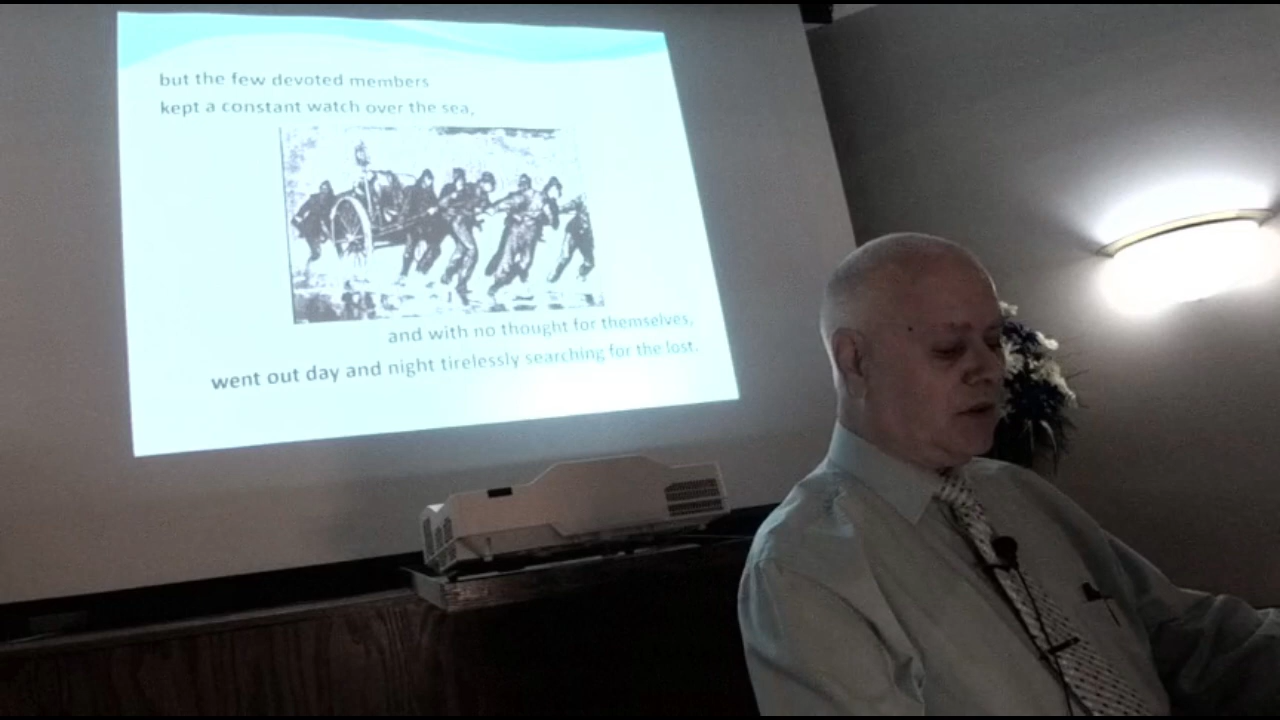 but the few devoted members
kept a constant watch over the sea,
and with no thought for themselves,
went out day and night tirelessly searching for the lost.